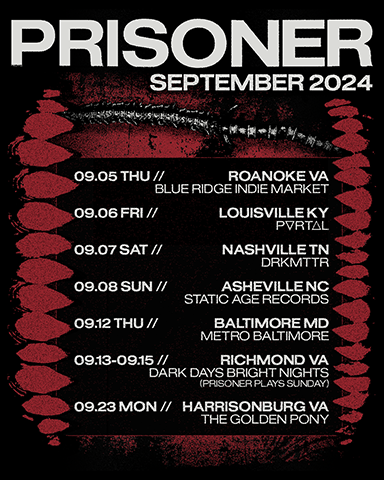 PRISONER
SEPTEMBER 2024
09.05 THU // ROANOKE VA
BLUE RIDGE INDIE MARKET
09.06 FRI // LOUISVILLE KY
P∇RT△L
09.07 SAT // NASHVILLE TN
DRKMTTR
09.08 SUN // ASHEVILLE NC
STATIC AGE RECORDS
09.12 THU // BALTIMORE MD
METRO BALTIMORE
09.13-09.15 // RICHMOND VA
DARK DAYS BRIGHT NIGHTS
(PRISONER PLAYS SUNDAY)
09.23 MON // HARRISONBURG VA
THE GOLDEN PONY